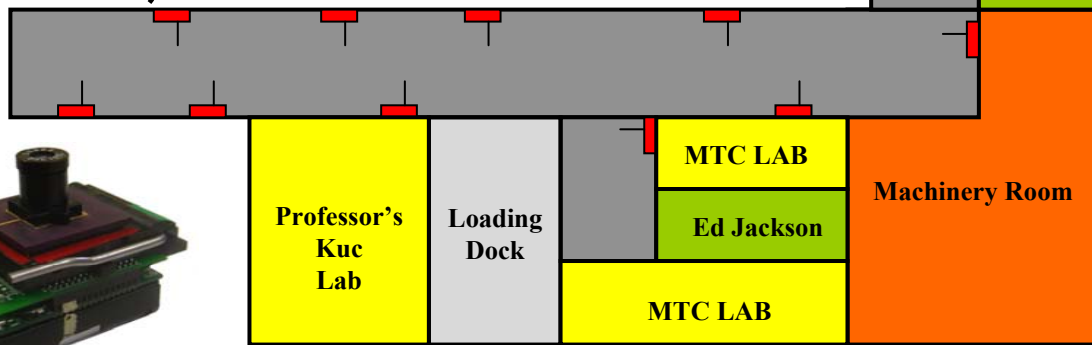 MTC LAB
Machinery Room
Professor's
Kuc
Lab
Loading
Dock
Ed Jackson
MTC LAB